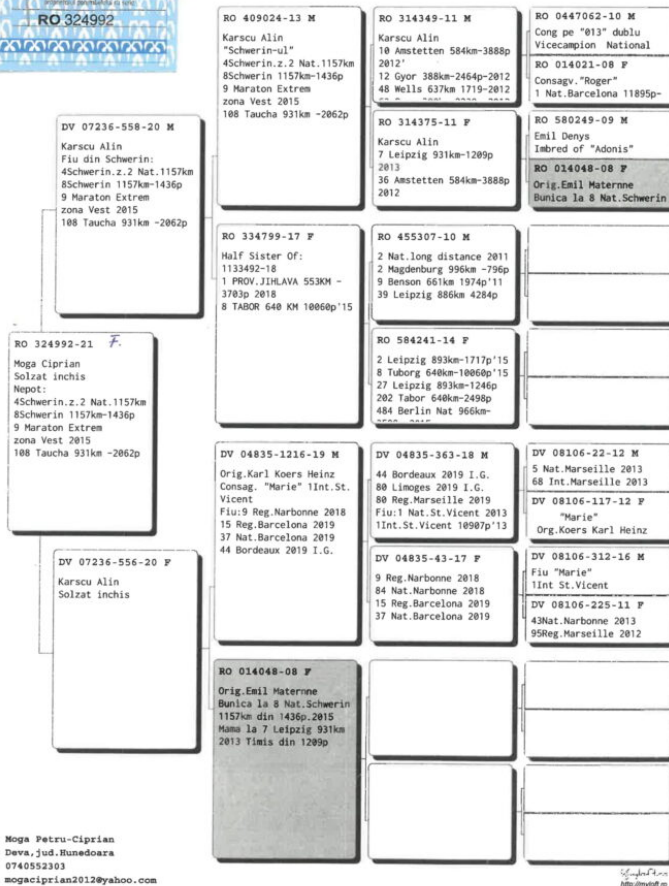 RO 324992
RO 324992-21 F.
Moga Ciprian
Solzat inchis
Nepot:
4Schwerin.z.2 Nat.1157km
8Schwerin 1157km-1436p
9 Maraton Extrem
zona Vest 2015
108 Taucha 931km -2062p
DV 07236-558-20 M
Karscu Alin
Fiu din Schwerin:
4Schwerin.z.2 Nat.1157km
8Schwerin 1157km-1436p
9 Maraton Extrem
zona Vest 2015
108 Taucha 931km -2062p
DV 07236-556-20 F
Karscu Alin
Solzat inchis
RO 409024-13 M
Karscu Alin
"Schwerin-ul"
4Schwerin.z.2 Nat.1157km
8Schwerin 1157km-1436p
9 Maraton Extrem
zona Vest 2015
108 Taucha 931km -2062p
RO 334799-17 F
Half Sister Of:
1133492-18
1 PROV.JIHLAVA 553KM -
3703p 2018
8 TABOR 640 KM 10060p'15
DV 04835-1216-19 M
Orig.Karl Koers Heinz
Consag. "Marie" 1Int.St.
Vicent
Fiu:9 Reg.Narbonne 2018
15 Reg.Barcelona 2019
37 Nat.Barcelona 2019
44 Bordeaux 2019 I.G.
RO 014048-08 F
Orig.Emil Maternne
Bunica la 8 Nat.Schwerin
1157km din 1436p.2015
Mama la 7 Leipzig 931km
2013 Timis din 1209p
RO 314349-11 M
Karscu Alin
10 Amstetten 584km-3888p
2012'
12 Gyor 388km-2464p-2012
48 Wells 637km 1719-2012
RO 314375-11 F
Karscu Alin
7 Leipzig 931km-1209p
2013
36 Amstetten 584km-3888p
2012
RO 455307-10 M
2 Nat.long distance 2011
2 Magdenburg 996km -796p
9 Benson 661km 1974p'11
39 Leipzig 886km 4284p
RO 584241-14 F
2 Leipzig 893km-1717p'15
8 Tuborg 640km-10060p'15
27 Leipzig 893km-1246p
202 Tabor 640km-2498p
484 Berlin Nat 966km-
DV 04835-363-18 M
44 Bordeaux 2019 I.G.
80 Limoges 2019 I.G.
80 Reg.Marseille 2019
Fiu:1 Nat.St.Vicent 2013
1Int.St.Vicent 10907p'13
DV 04835-43-17 F
9 Reg.Narbonne 2018
84 Nat.Narbonne 2018
15 Reg.Barcelona 2019
37 Nat.Barcelona 2019
RO 0447062-10 M
Cong pe "013" dublu
Vicecampion National
RO 014021-08 F
Consagv."Roger"
1 Nat.Barcelona 11895p-
RO 580249-09 M
Emil Denys
Imbred of "Adonis"
RO 014048-08 F
Orig.Emil Maternne
Bunica la 8 Nat.Schwerin
DV 08106-22-12 M
5 Nat.Marseille 2013
68 Int.Marseille 2013
DV 08106-117-12 F
"Marie"
Org.Koers Karl Heinz
DV 08106-312-16 M
Fiu "Marie"
1Int St.Vicent
DV 08106-225-11 F
43Nat.Narbonne 2013
95Reg.Marseille 2012
Moga Petru-Ciprian
Deva,jud.Hunedoara
0740552303
mogaciprian2012@yahoo.com